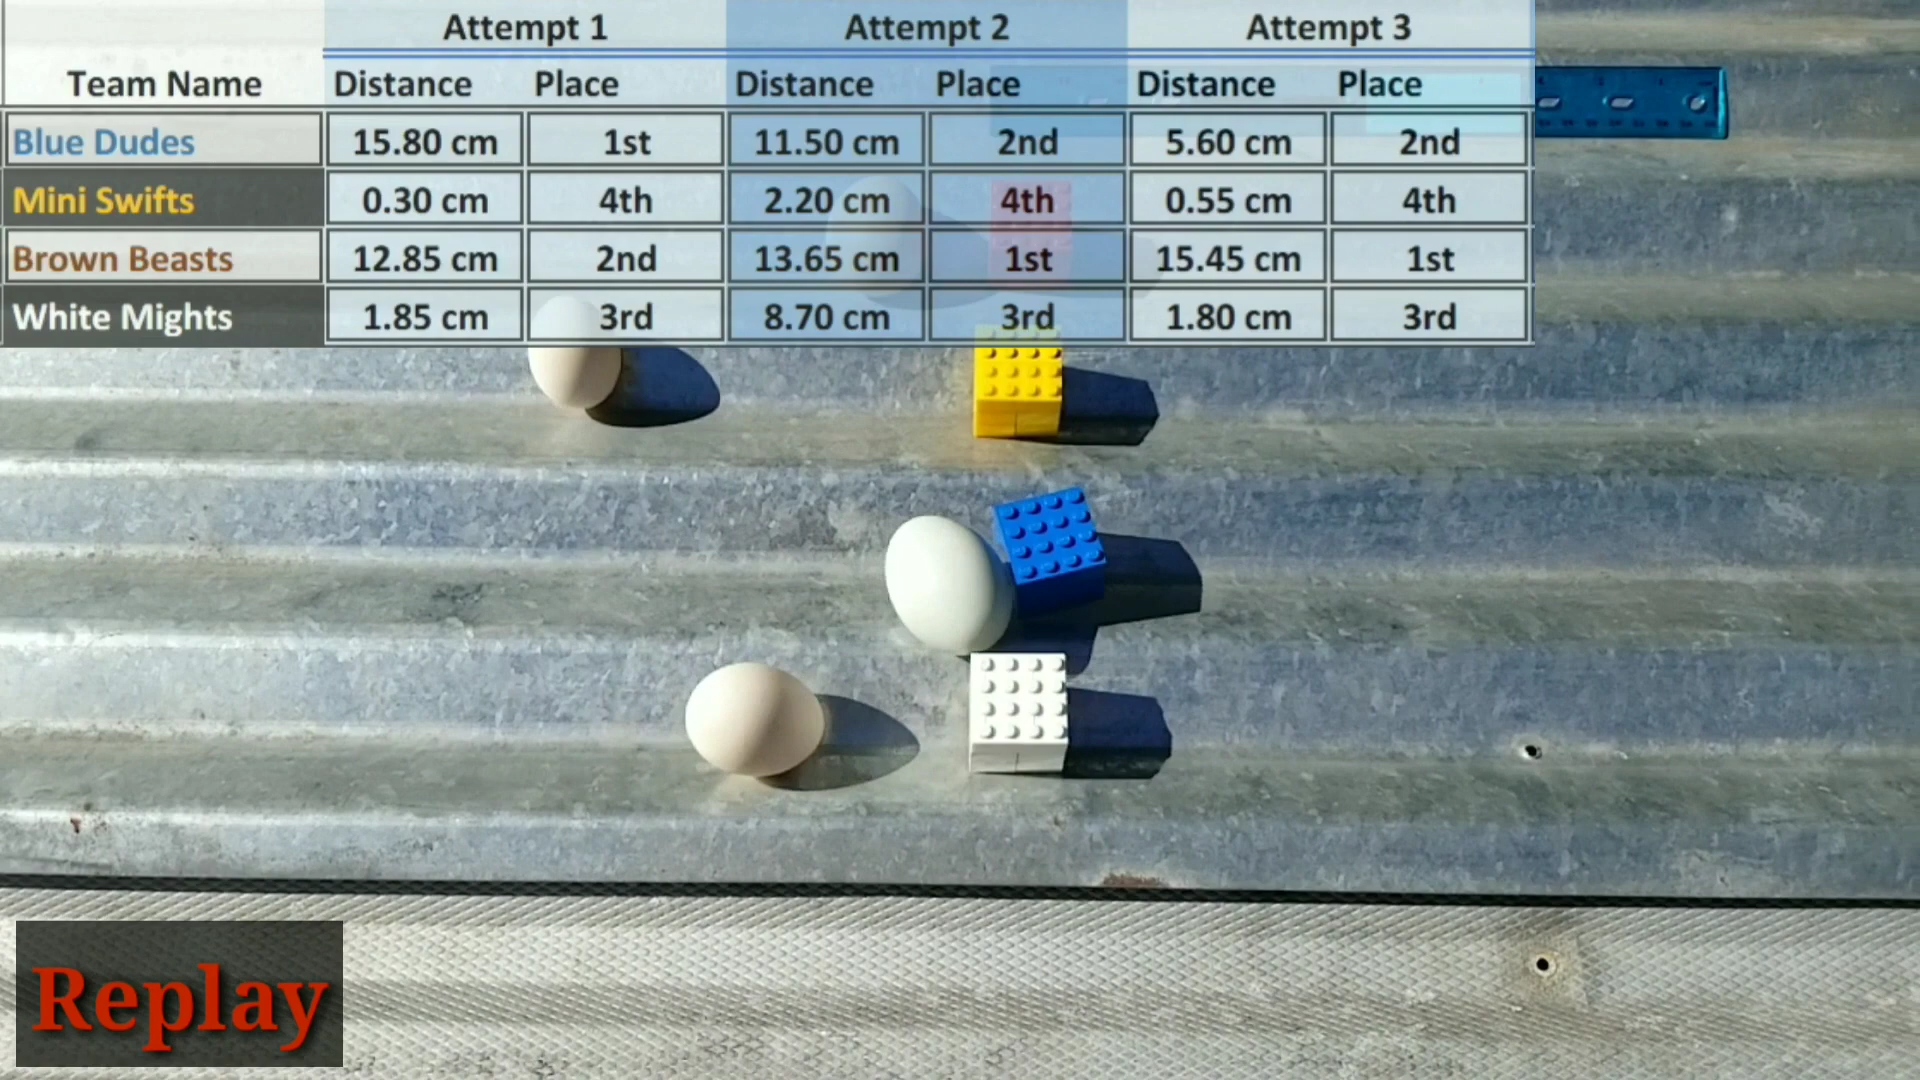 Attempt 1 Attempt 2 Attempt 3
Team Name Distance Place Distance Place Distance Place
Blue Dudes 15.80 cm 1st 11.50 cm 2nd 5.60 cm 2nd
Mini Swifts 0.30 cm 4th 2.20 cm 4th 0.55 cm 4th
Brown Beasts 12.85 cm 2nd 13.65 cm 1st 15.45 cm 1st
White Mights 1.85 cm 3rd 8.70 cm 3rd 1.80 cm 3rd
Replay